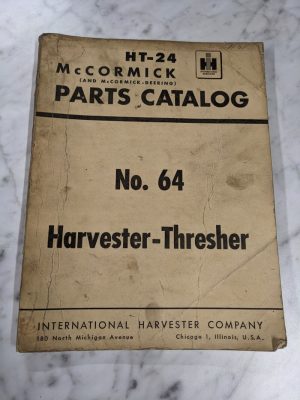 HT-24
McCORMICK
(AND McCORMICK-DEERING)
PARTS CATALOG
No. 64
Harvester-Thresher
INTERNATIONAL HARVESTER COMPANY
180 North Michigan Avenue Chicago 1, Illinois, U.S.A.